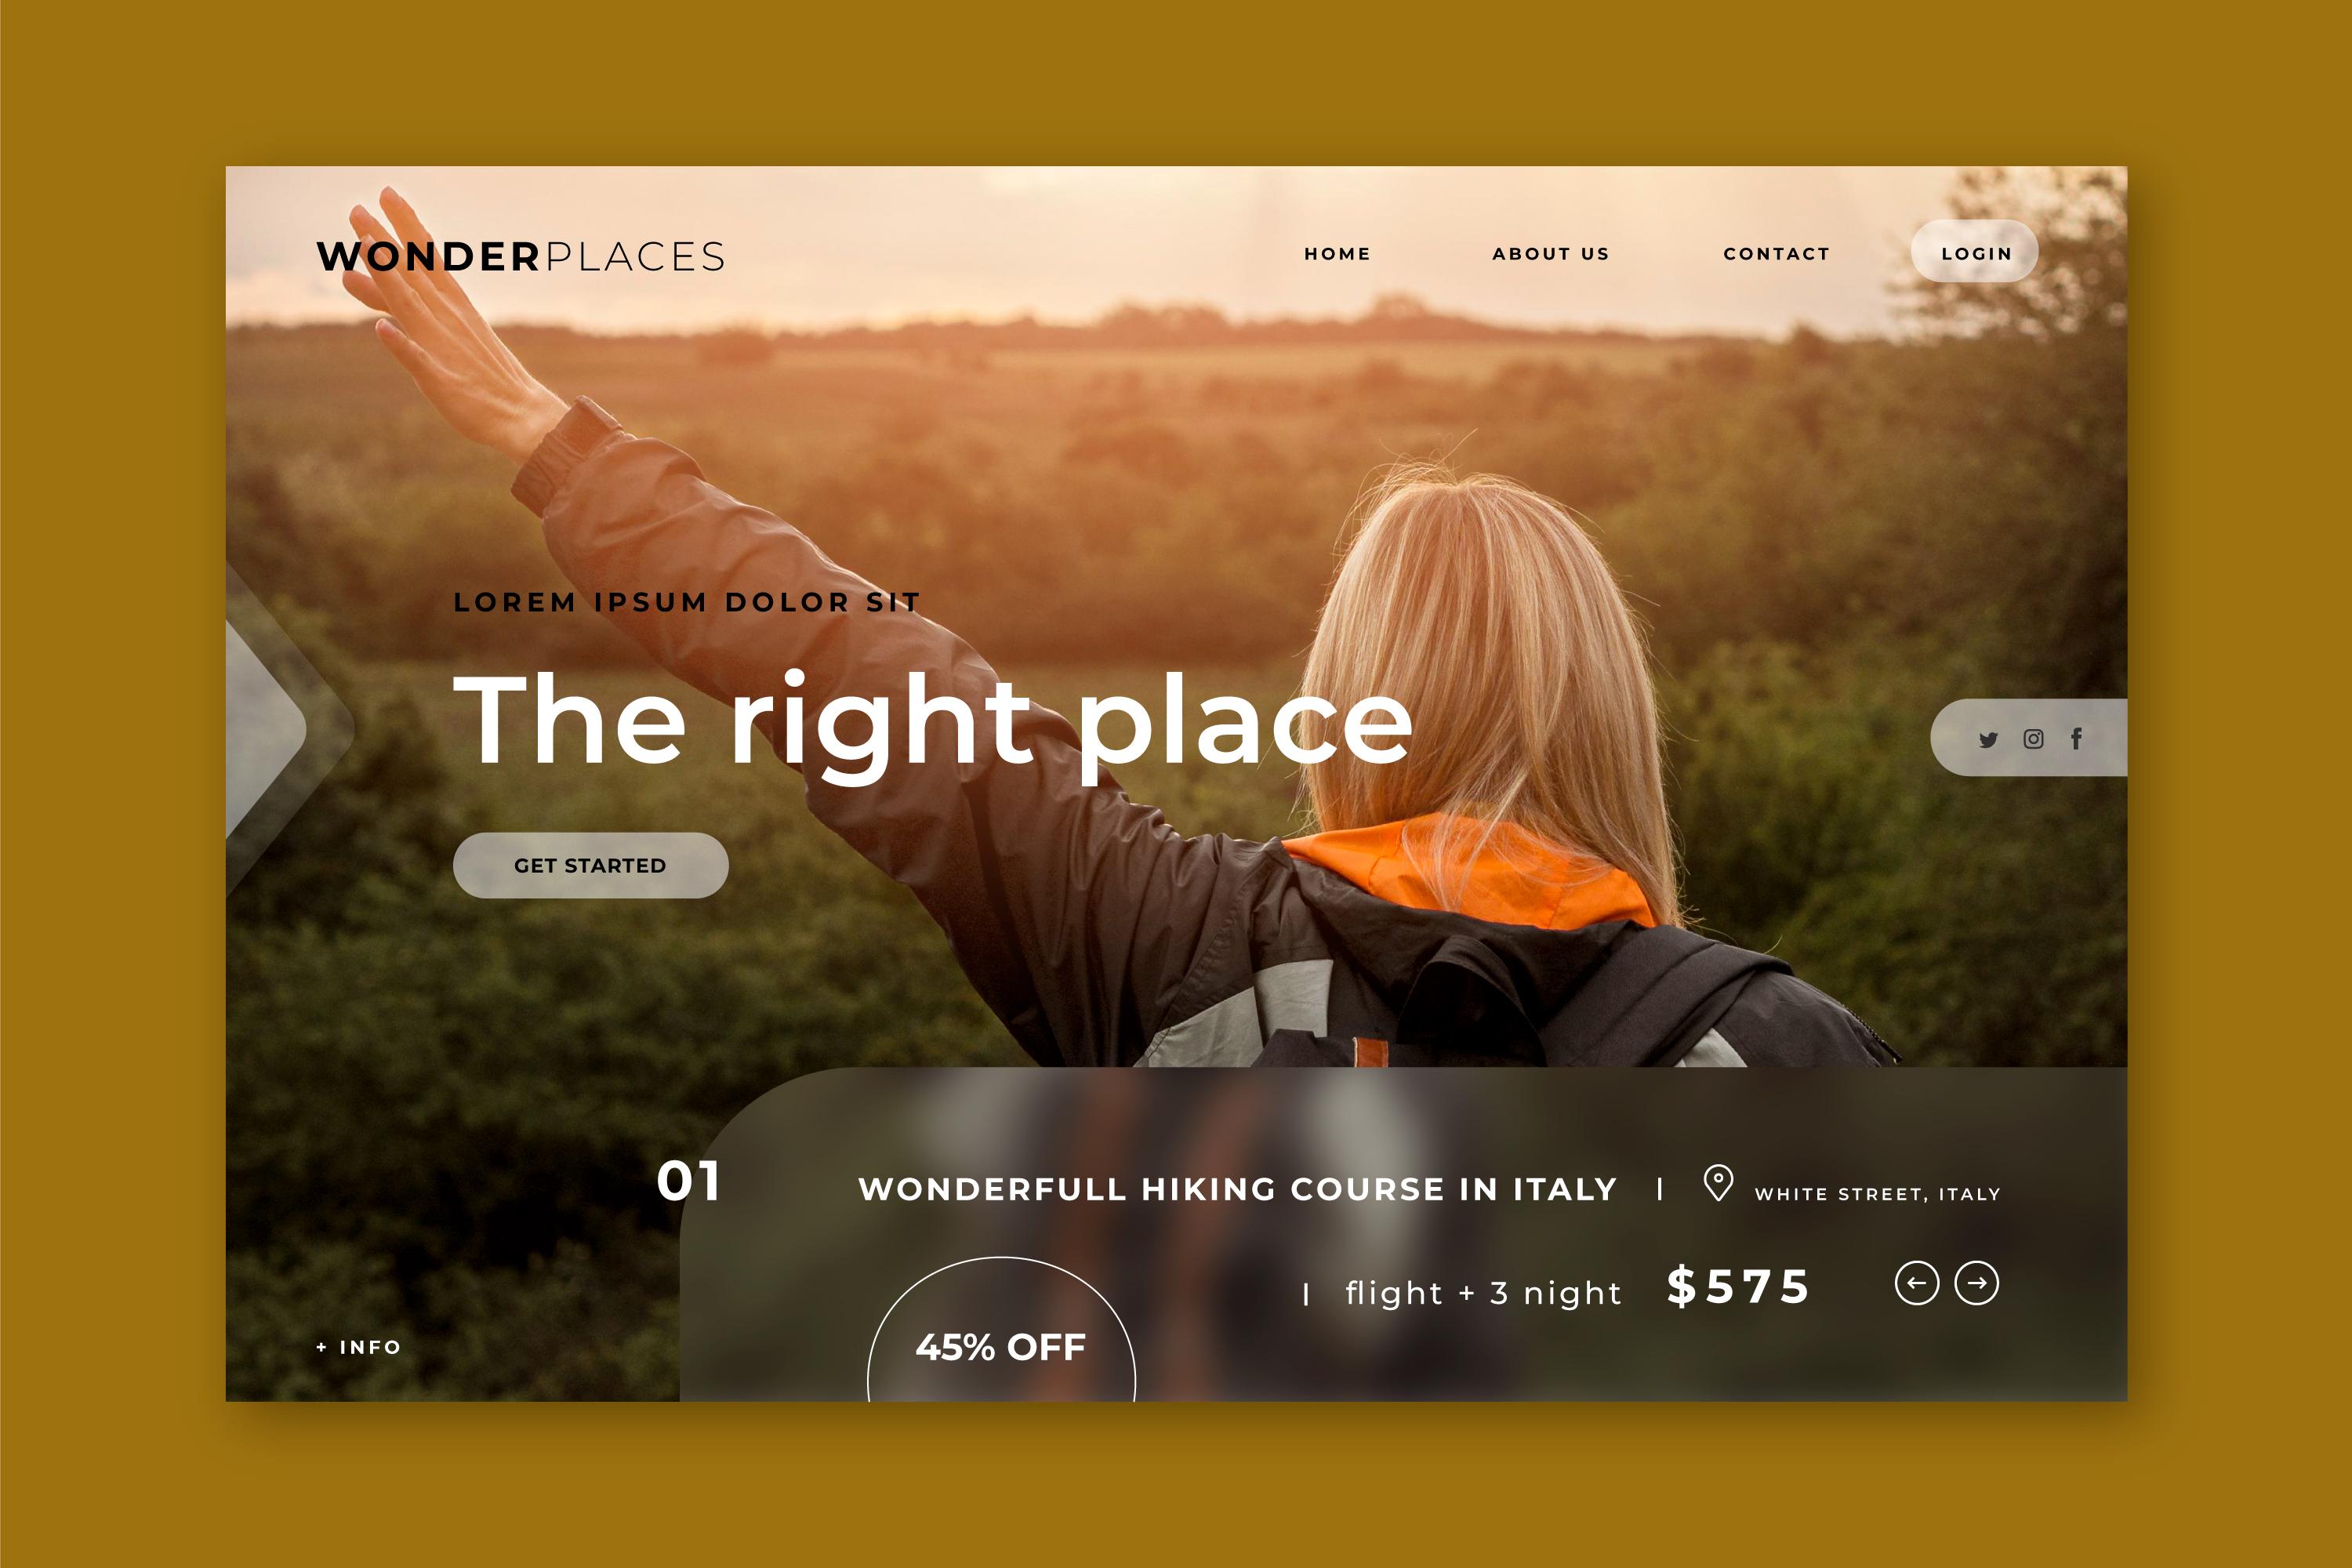 WONDERPLACES
HOME
ABOUT US
CONTACT
LOGIN
LOREM IPSUM DOLOR SIT
The right place
GET STARTED
01
WONDERFULL HIKING COURSE IN ITALY
WHITE STREET, ITALY
flight + 3 night
$575
45% OFF
+ INFO